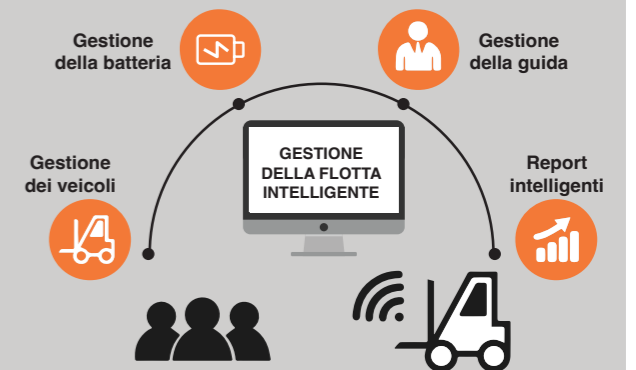 Gestione
della batteria
Gestione
della guida
Gestione
dei veicoli
GESTIONE
DELLA FLOTTA
INTELLIGENTE
Report
intelligenti